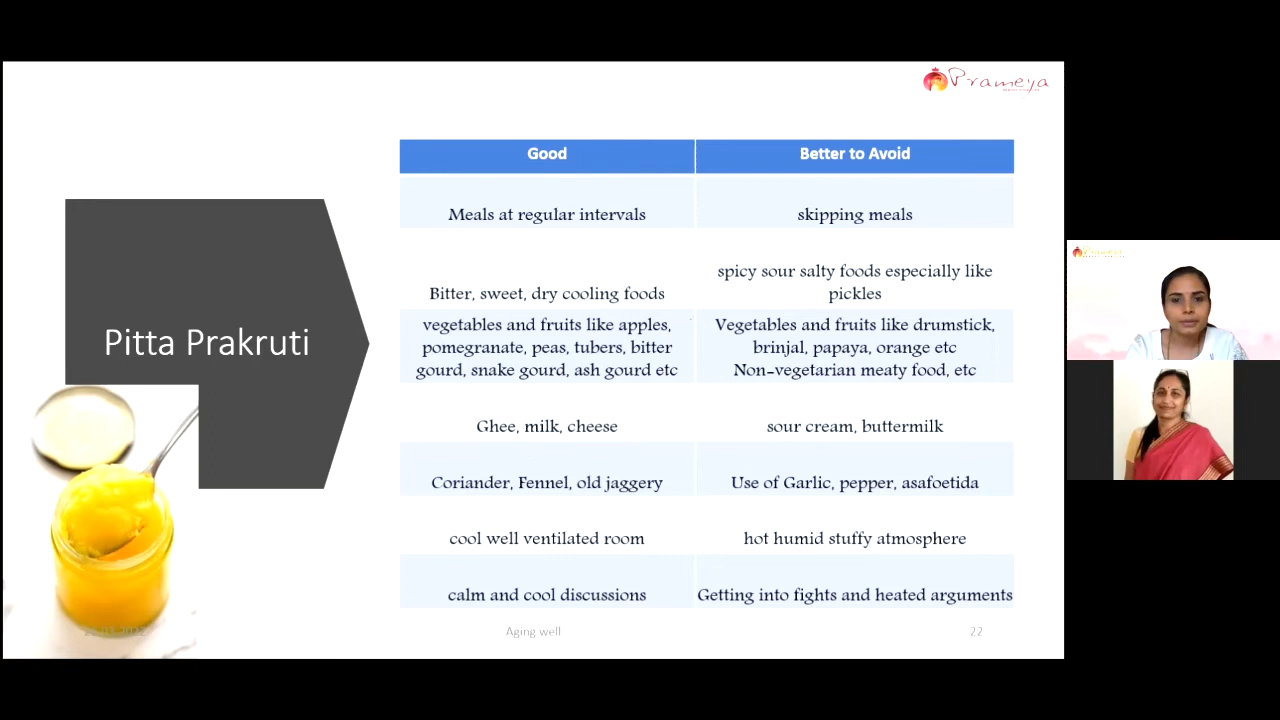 Prameya
Good
Better to Avoid
Meals at regular intervals
skipping meals
Bitter, sweet, dry cooling foods
spicy sour salty foods especially like
pickles
vegetables and fruits like apples,
pomegranate, peas, tubers, bitter
gourd, snake gourd, ash gourd etc
Vegetables and fruits like drumstick,
brinjal, papaya, orange etc
Non-vegetarian meaty food, etc
Ghee, milk, cheese
sour cream, buttermilk
Coriander, Fennel, old jaggery
Use of Garlic, pepper, asafoetida
cool well ventilated room
hot humid stuffy atmosphere
calm and cool discussions
Getting into fights and heated arguments
Pitta Prakruti
Aging well
22
Prameya